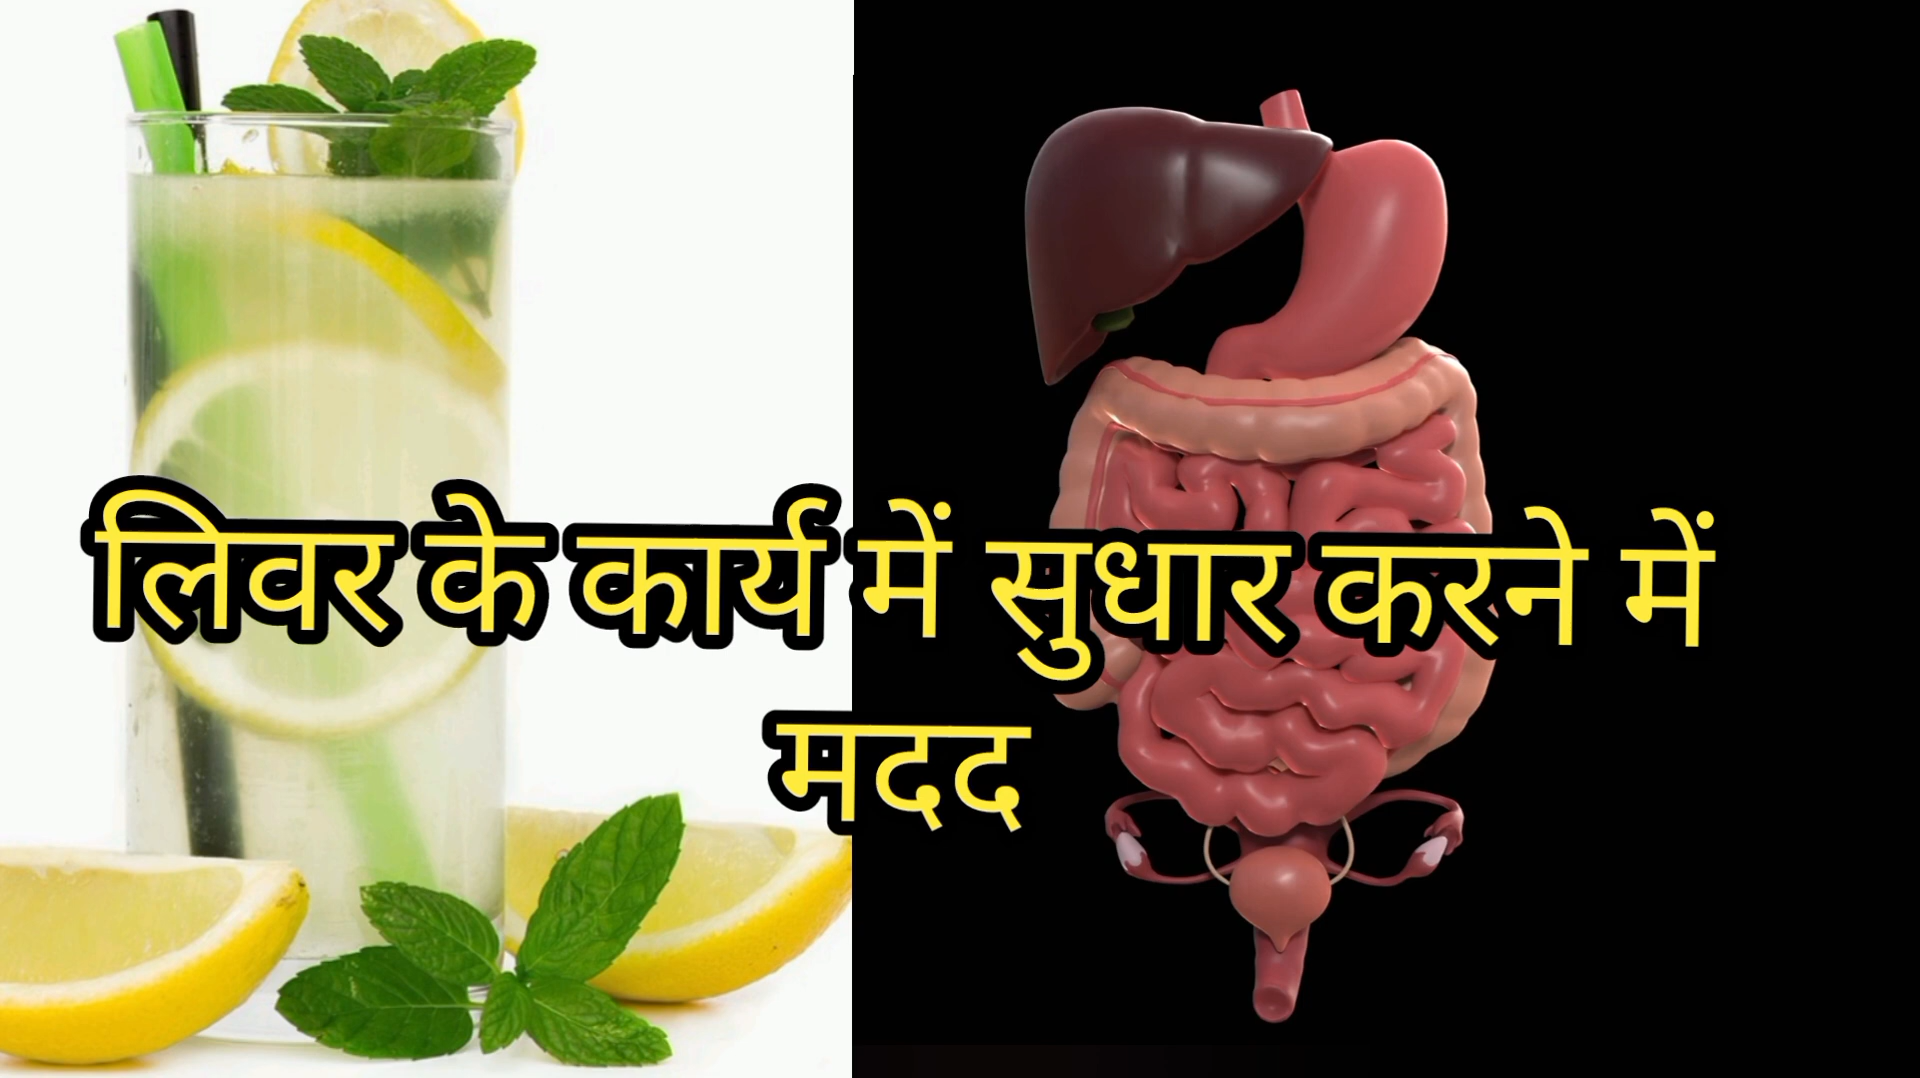 लिवर के कार्य में सुधार करने में
मदद